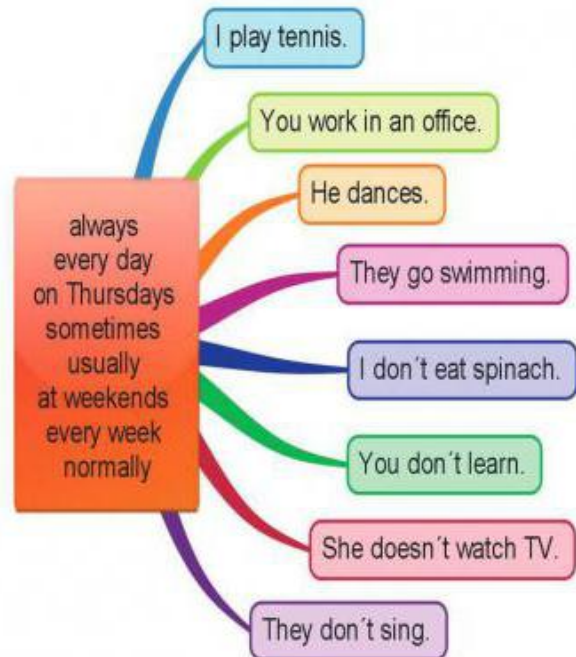 I play tennis.
You work in an office.
He dances.
They go swimming.
I don´t eat spinach.
You don´t learn.
She doesn´t watch TV.
They don´t sing.
always
every day
on Thursdays
sometimes
usually
at weekends
every week
normally